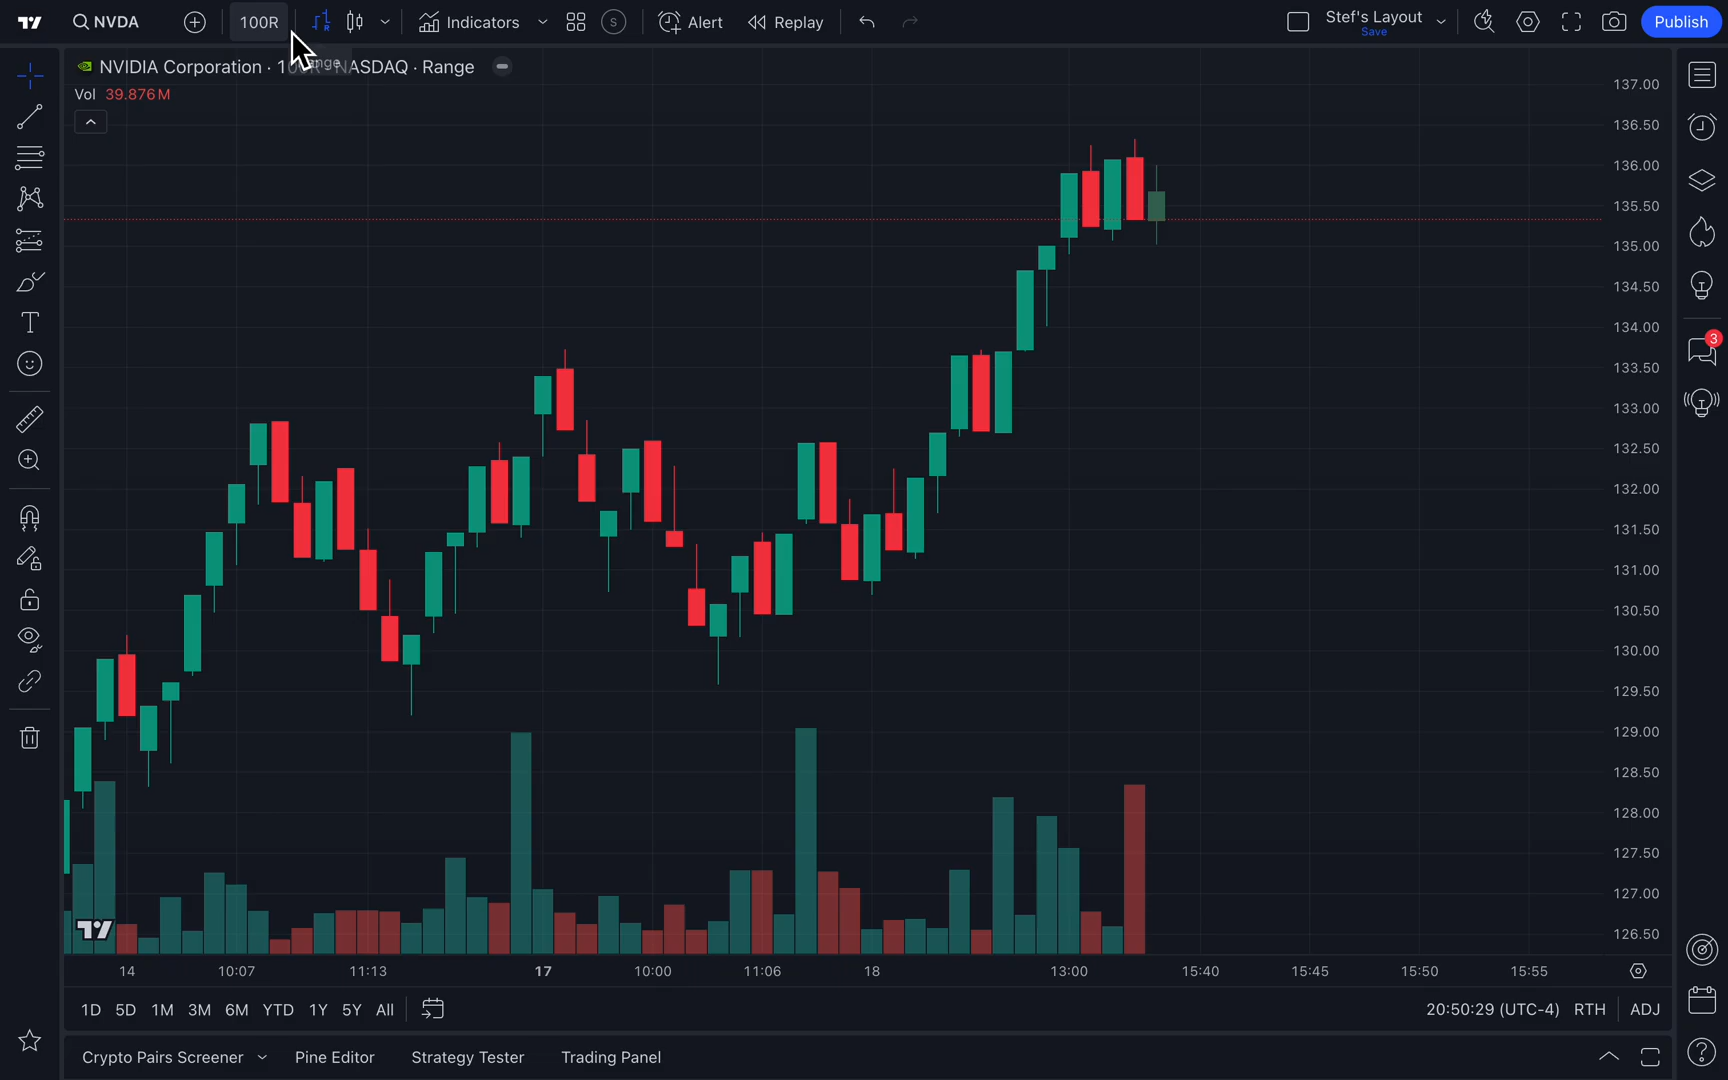 NVDA
100R
Indicators
S
Alert
Replay
Stef's Layout
Save
Publish
NVIDIA Corporation · 100R · NASDAQ · Range
Vol 39.876M
137.00
136.50
136.00
135.50
135.00
134.50
134.00
133.50
133.00
132.50
132.00
131.50
131.00
130.50
130.00
129.50
129.00
128.50
128.00
127.50
127.00
126.50
3
14 10:07 11:13 17 10:00 11:06 18 13:00 15:40 15:45 15:50 15:55
1D 5D 1M 3M 6M YTD 1Y 5Y All
20:50:29 (UTC-4) RTH ADJ
Crypto Pairs Screener Pine Editor Strategy Tester Trading Panel